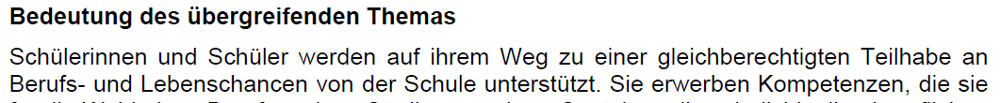 Bedeutung des übergreifenden Themas
Schülerinnen und Schüler werden auf ihrem Weg zu einer gleichberechtigten Teilhabe an
Berufs- und Lebenschancen von der Schule unterstützt. Sie erwerben Kompetenzen, die sie